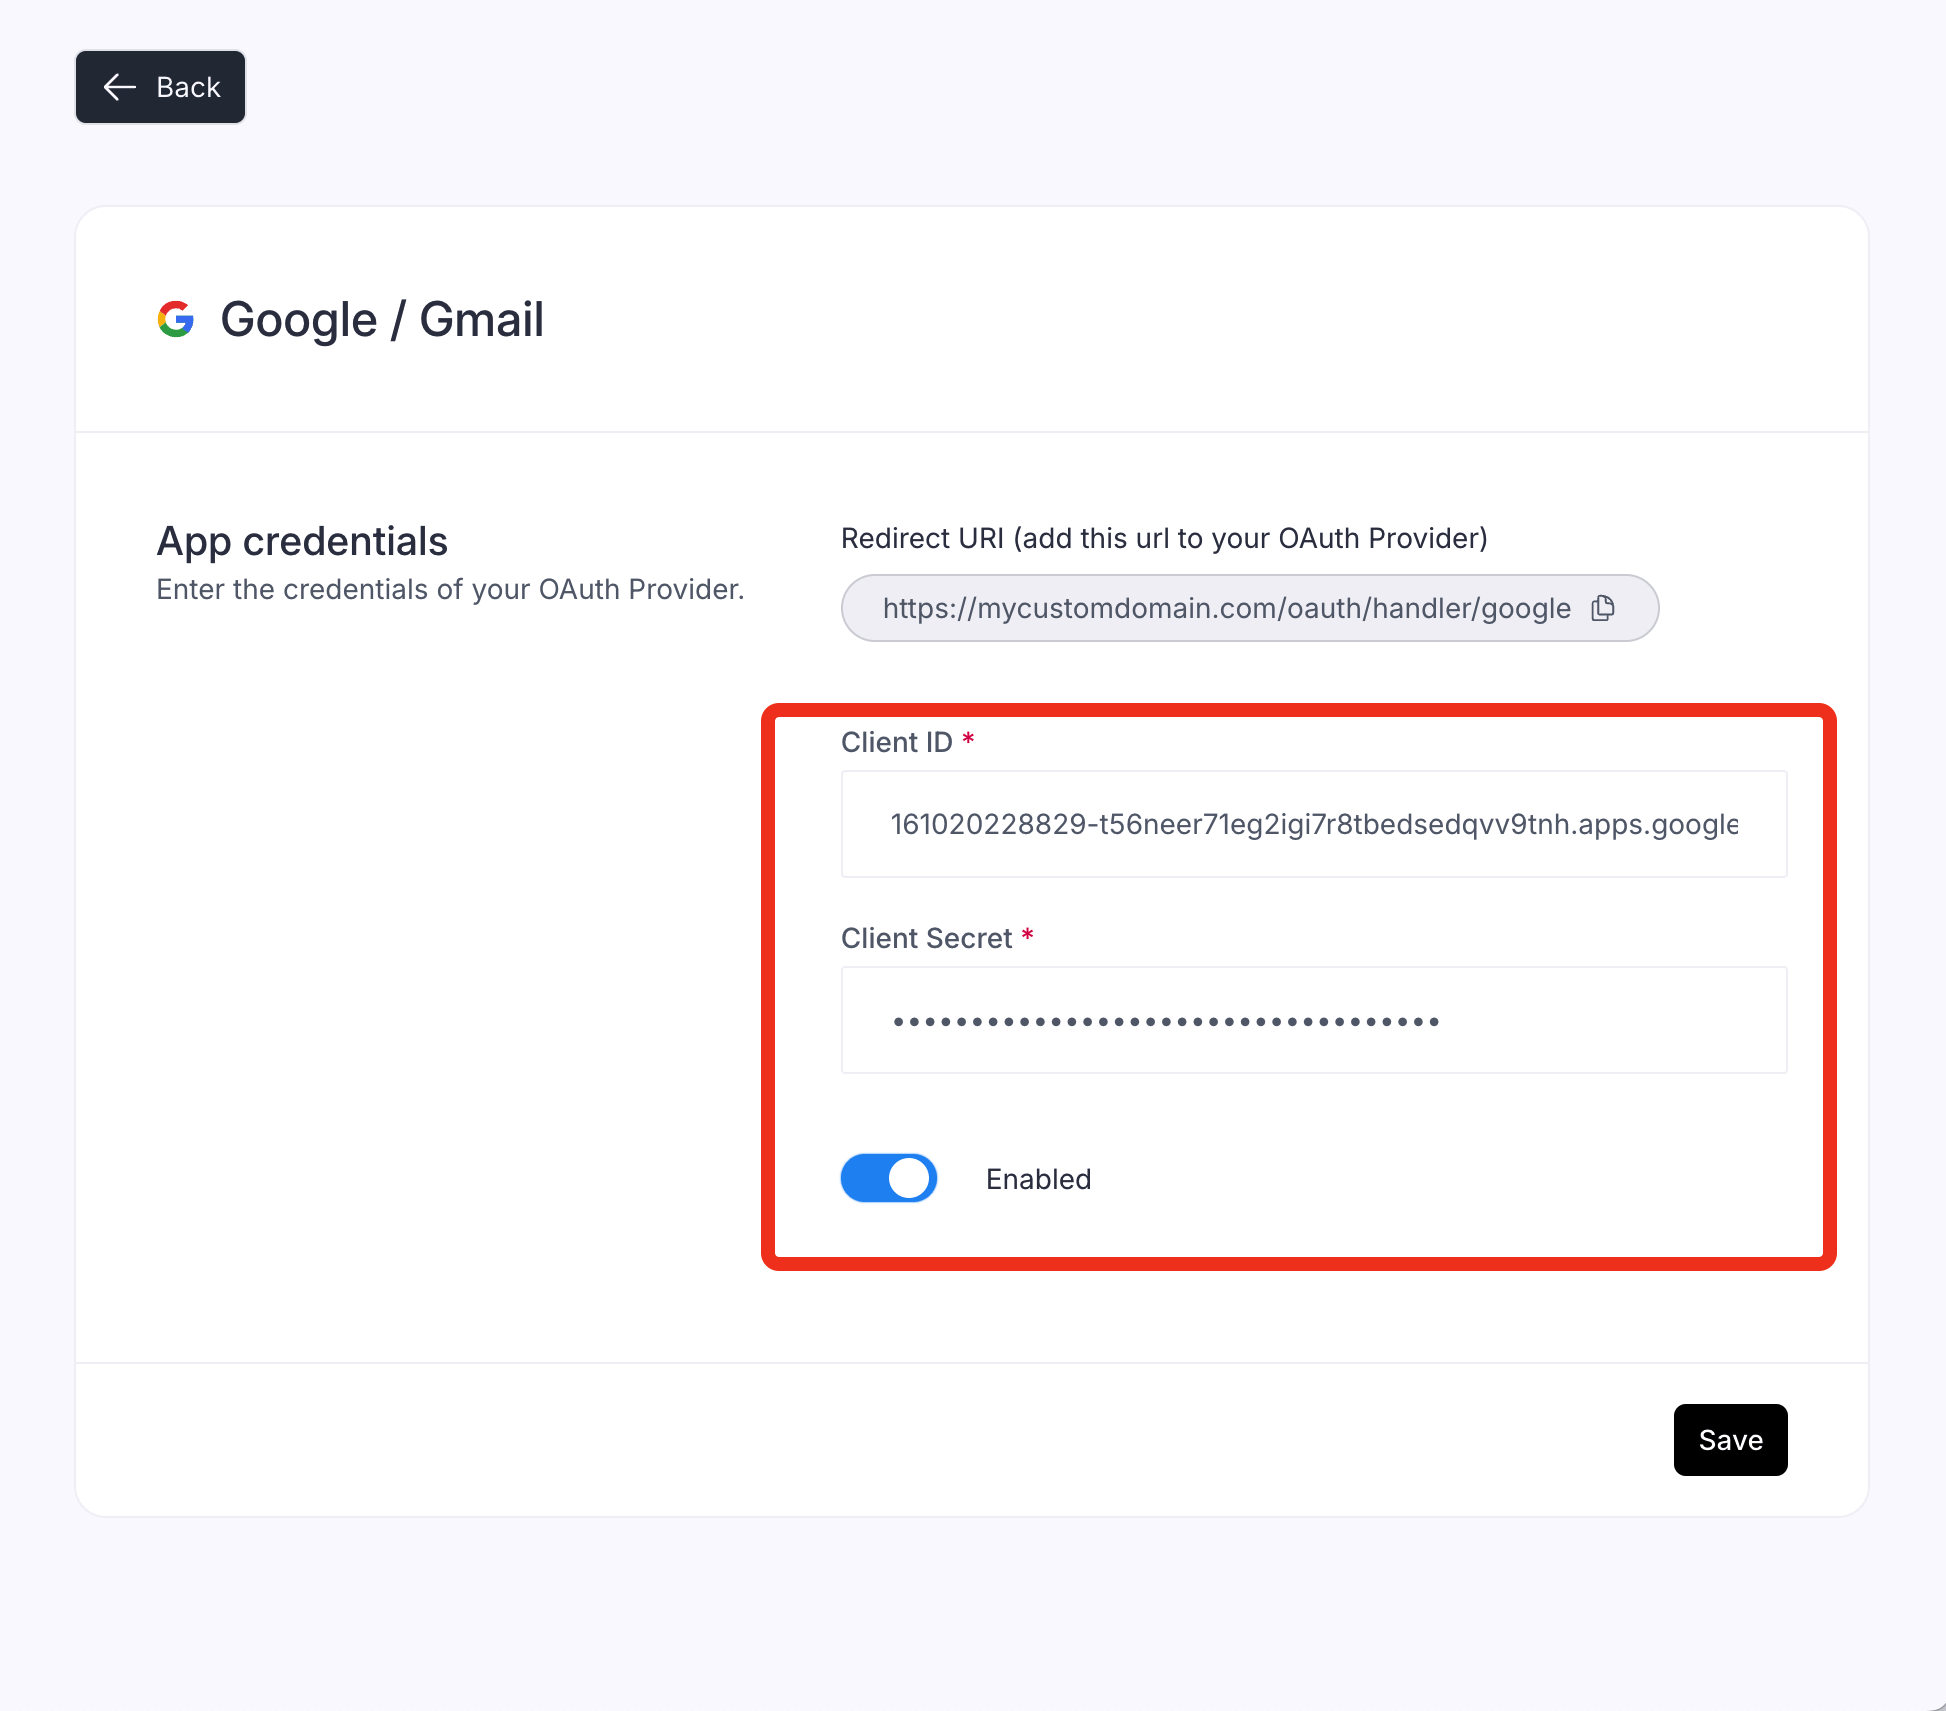 Back
Google / Gmail
App credentials
Enter the credentials of your OAuth Provider.
Redirect URI (add this url to your OAuth Provider)
https://mycustomdomain.com/oauth/handler/google
Client ID *
161020228829-t56neer71eg2igi7r8tbedsedqvv9tnh.apps.google
Client Secret *
••••••••••••••••••••••••••••••••••• 
Enabled
Save